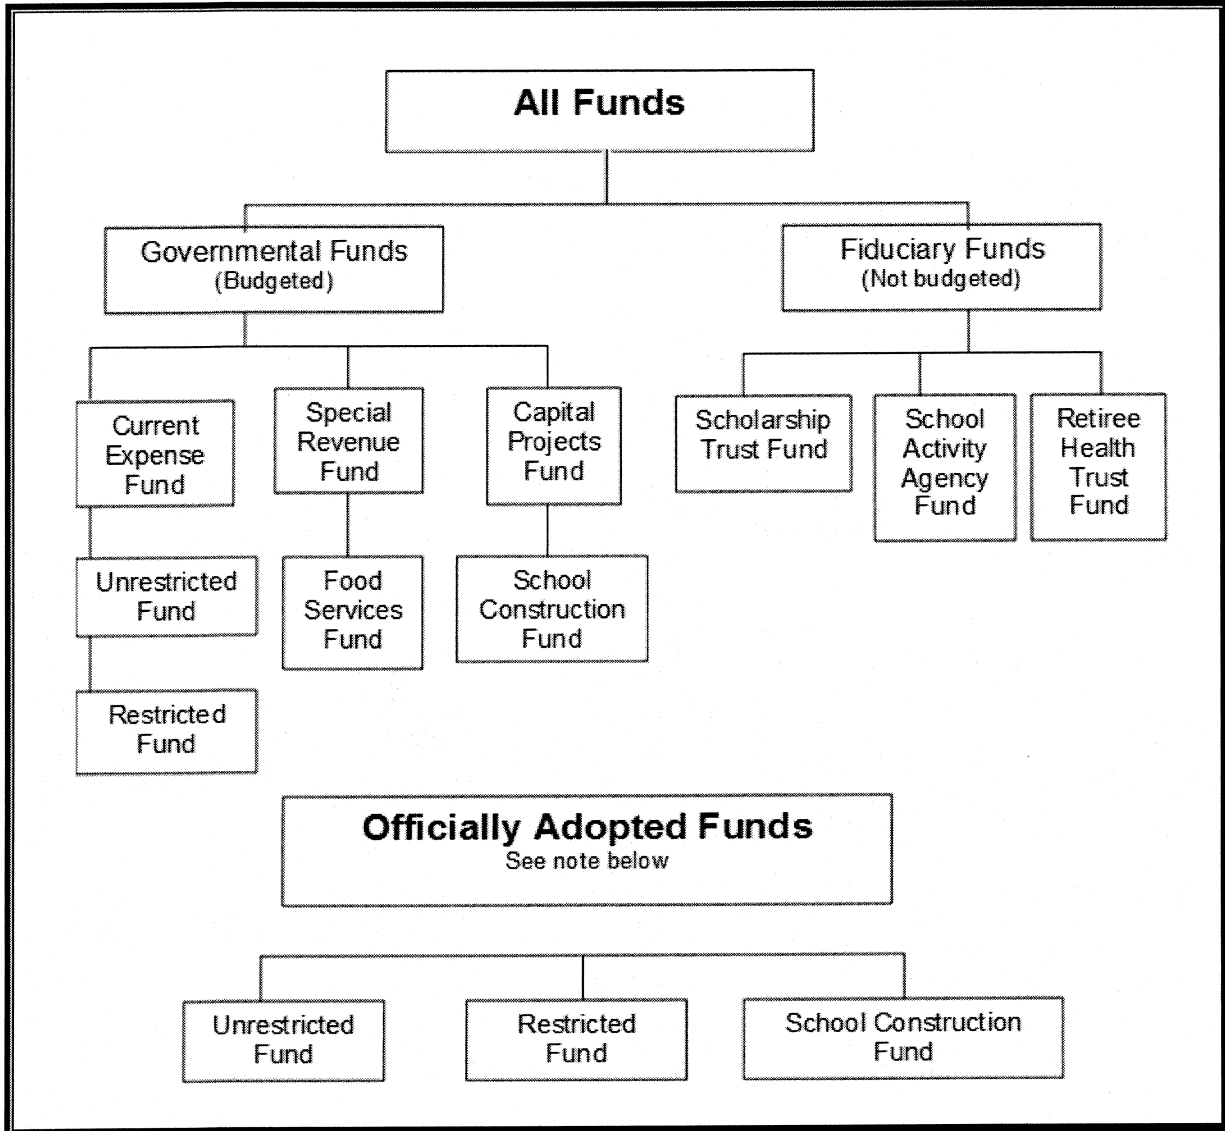 All Funds
Governmental Funds
(Budgeted)
Fiduciary Funds
(Not budgeted)
Current
Expense
Fund
Special
Revenue
Fund
Capital
Projects
Fund
Scholarship
Trust Fund
School
Activity
Agency
Fund
Retiree
Health
Trust
Fund
Unrestricted
Fund
Food
Services
Fund
School
Construction
Fund
Restricted
Fund
Officially Adopted Funds
See note below
Unrestricted
Fund
Restricted
Fund
School Construction
Fund